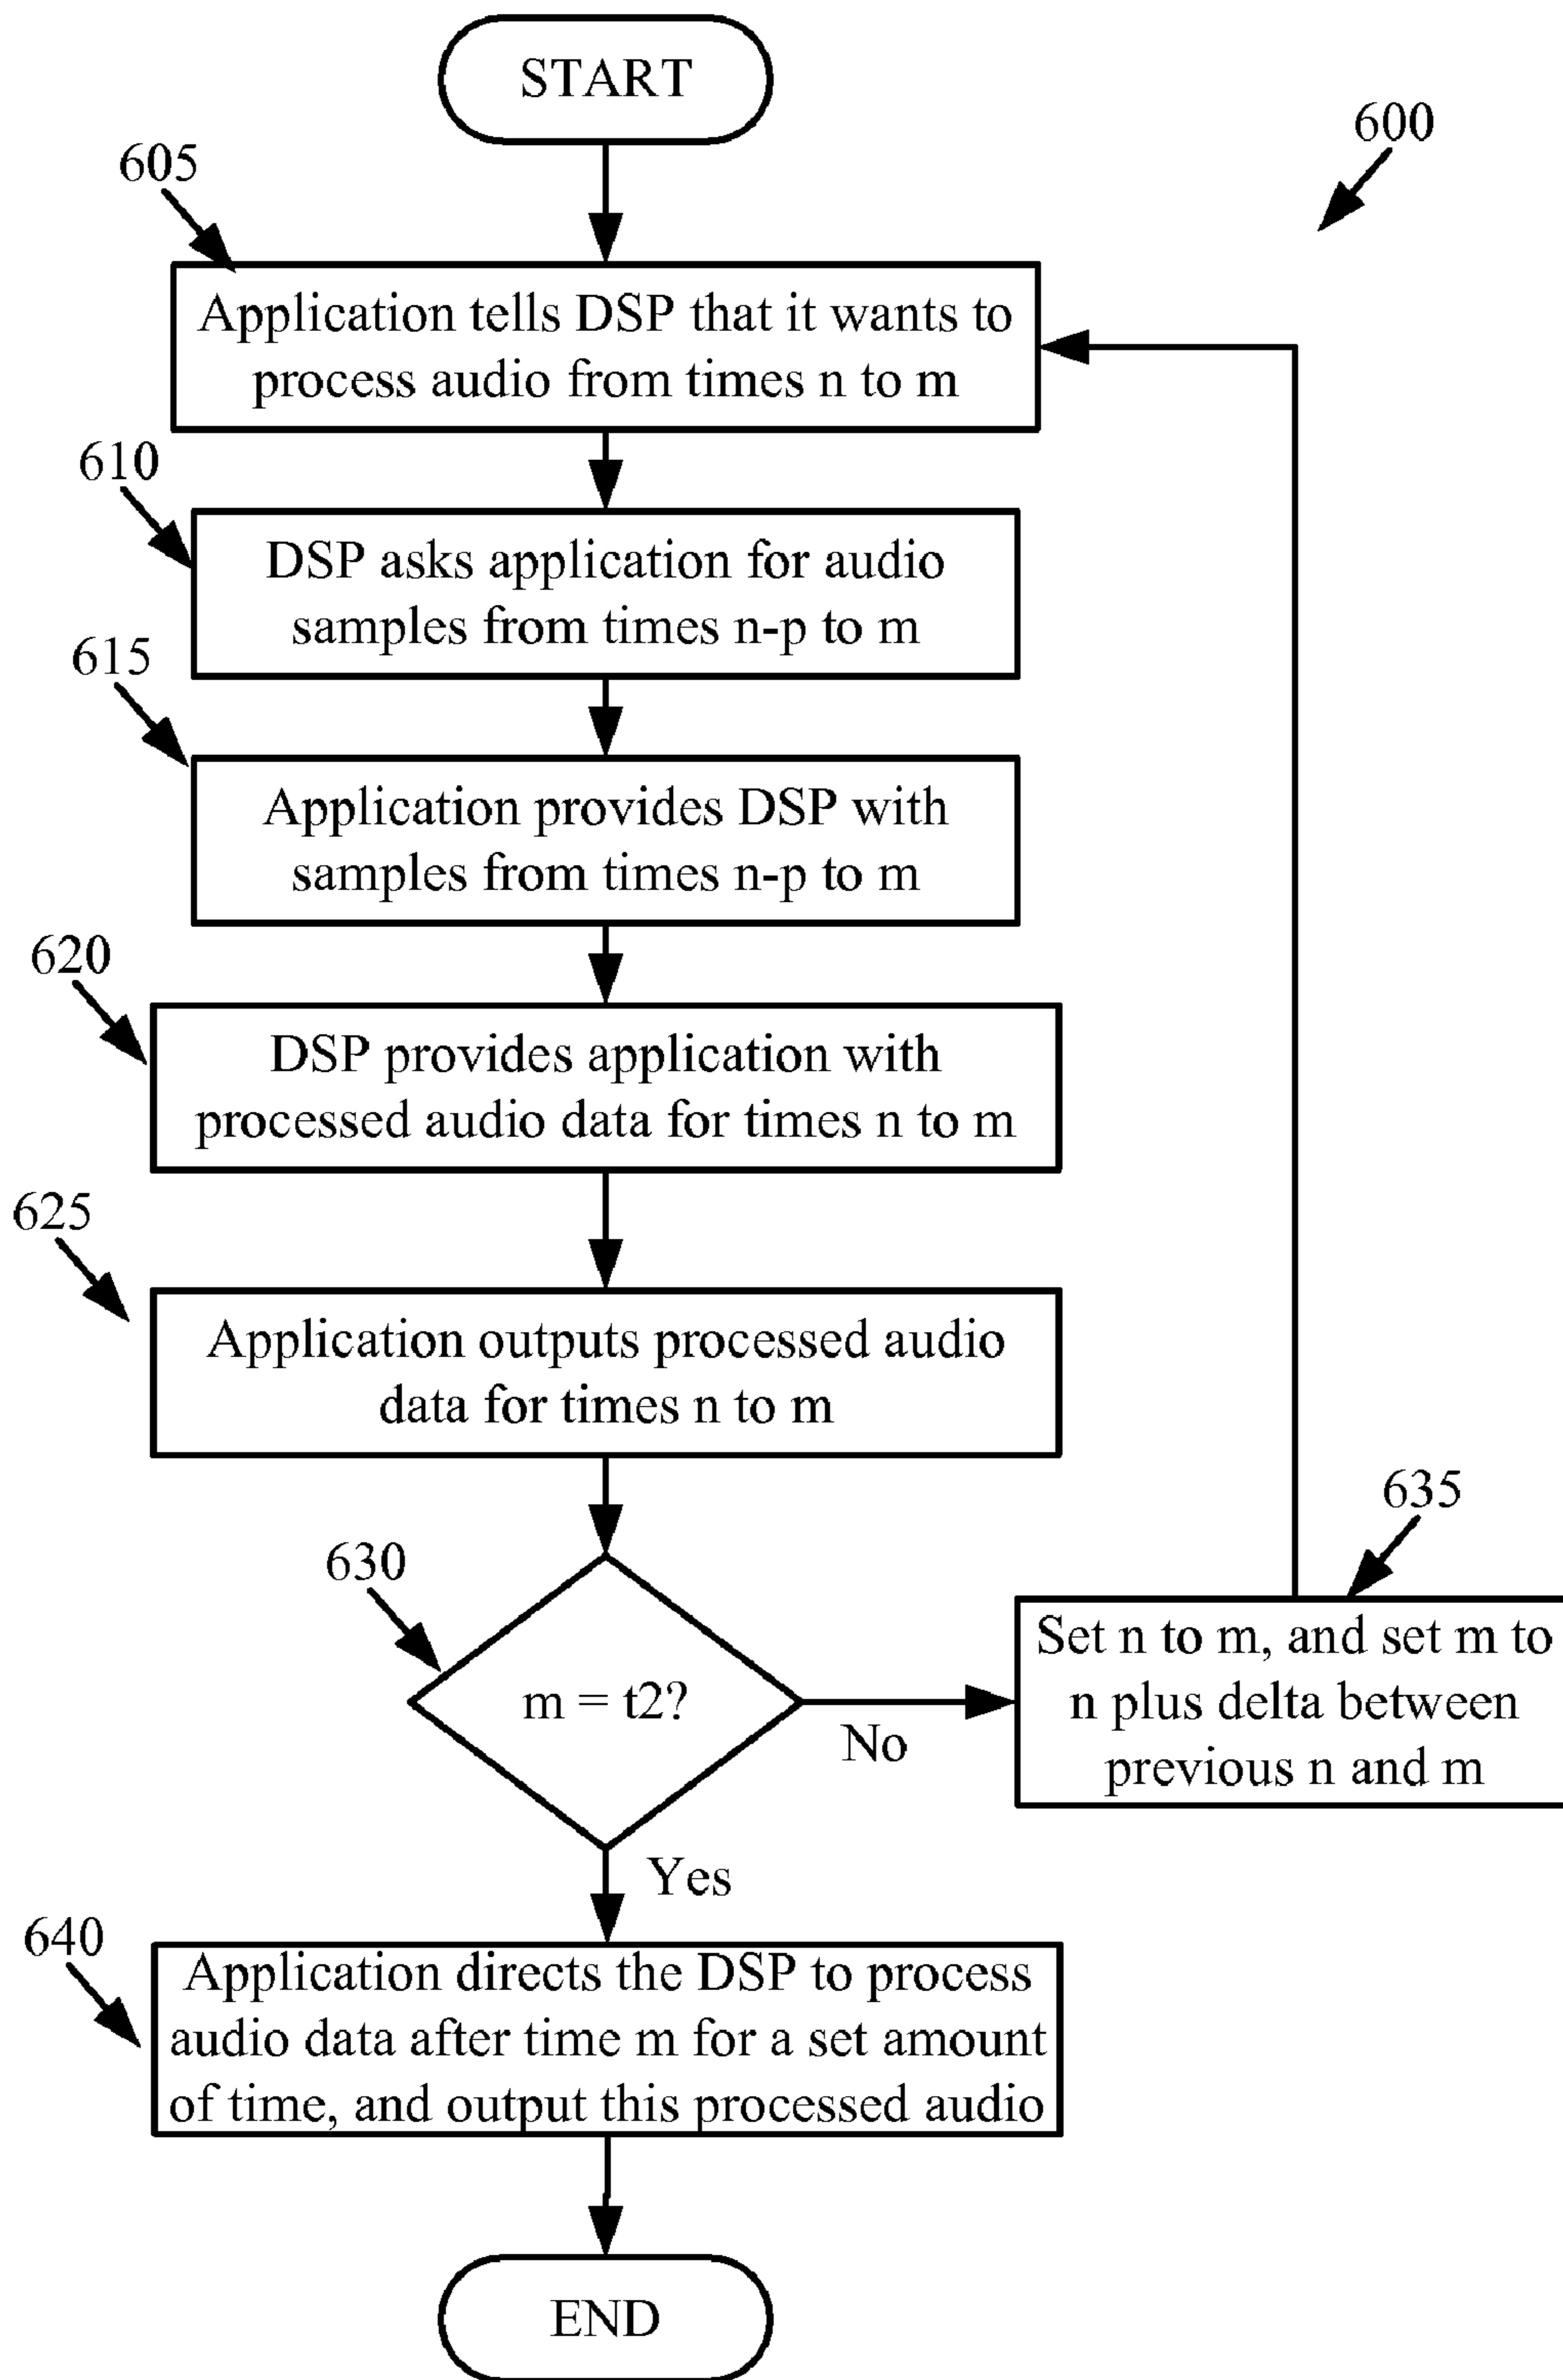 START
600
605
Application tells DSP that it wants to
process audio from times n to m
610
DSP asks application for audio
samples from times n-p to m
615
Application provides DSP with
samples from times n-p to m
620
DSP provides application with
processed audio data for times n to m
625
Application outputs processed audio
data for times n to m
630
m = t2?
No
635
Set n to m, and set m to
n plus delta between
previous n and m
Yes
640
Application directs the DSP to process
audio data after time m for a set amount
of time, and output this processed audio
END